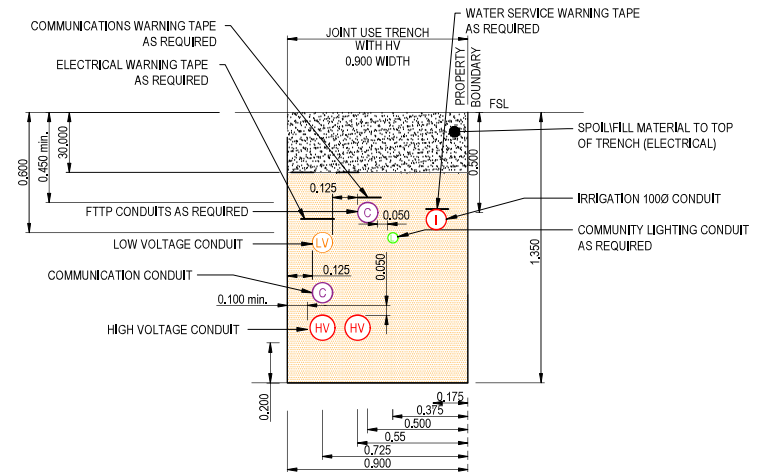 COMMUNICATIONS WARNING TAPE
AS REQUIRED
ELECTRICAL WARNING TAPE
AS REQUIRED
JOINT USE TRENCH
WITH HV
0.900 WIDTH
WATER SERVICE WARNING TAPE
AS REQUIRED
PROPERTY
BOUNDARY
FSL
0.600
0.450 min.
30.000
0.500
SPOIL\FILL MATERIAL TO TOP
OF TRENCH (ELECTRICAL)
0.125
FTTP CONDUITS AS REQUIRED
C
0.050
I
IRRIGATION 100Ø CONDUIT
LOW VOLTAGE CONDUIT
LV
COMMUNITY LIGHTING CONDUIT
AS REQUIRED
1.350
0.125
0.050
COMMUNICATION CONDUIT
C
0.100 min.
HIGH VOLTAGE CONDUIT
HV
HV
0.200
0.175
0.375
0.500
0.55
0.725
0.900